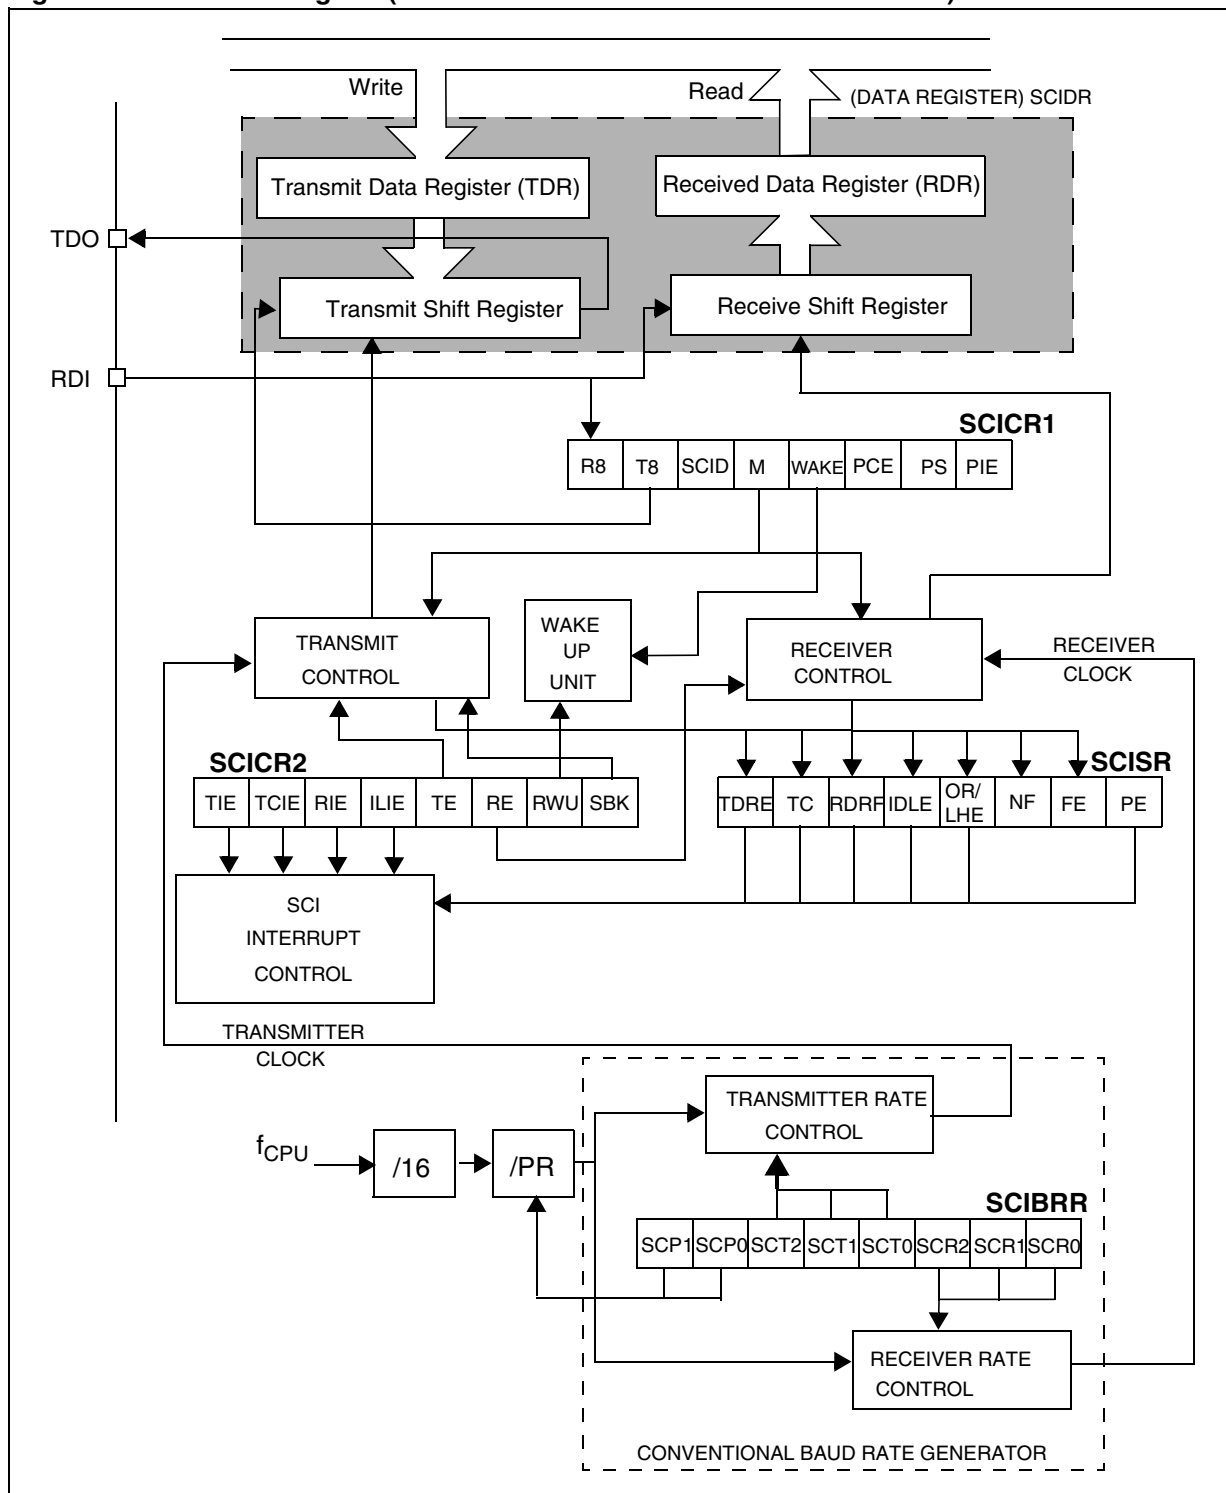 Write
Read
(DATA REGISTER) SCIDR
Transmit Data Register (TDR)
Received Data Register (RDR)
TDO
Transmit Shift Register
Receive Shift Register
RDI
SCICR1
R8 T8 SCID M WAKE PCE PS PIE
TRANSMIT
CONTROL
WAKE
UP
UNIT
RECEIVER
CONTROL
RECEIVER
CLOCK
SCICR2
TIE TCIE RIE ILIE TE RE RWU SBK
SCISR
TDRE TC RDRF IDLE OR/ LHE NF FE PE
SCI
INTERRUPT
CONTROL
TRANSMITTER
CLOCK
TRANSMITTER RATE
CONTROL
fCPU
/16
/PR
SCIBRR
SCP1 SCP0 SCT2 SCT1 SCT0 SCR2 SCR1 SCR0
RECEIVER RATE
CONTROL
CONVENTIONAL BAUD RATE GENERATOR